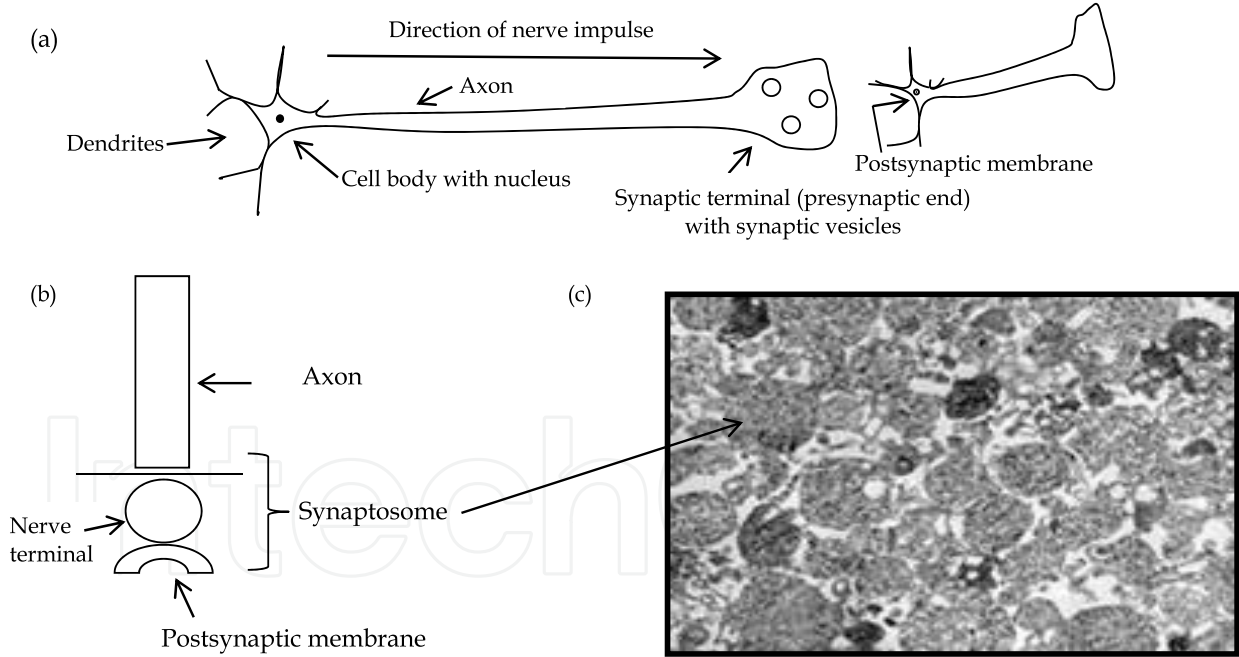 (a)
Direction of nerve impulse
Axon
Dendrites
Cell body with nucleus
Postsynaptic membrane
Synaptic terminal (presynaptic end)
with synaptic vesicles
(b)
(c)
Axon
Synaptosome
Nerve
terminal
Postsynaptic membrane